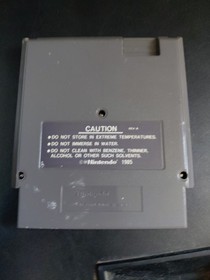 CAUTION
●DO NOT STORE IN EXTREME TEMPERATURES.
●DO NOT IMMERSE IN WATER.
●DO NOT CLEAN WITH BENZENE, THINNER,
ALCOHOL OR OTHER SUCH SOLVENTS.
Nintendo 1985